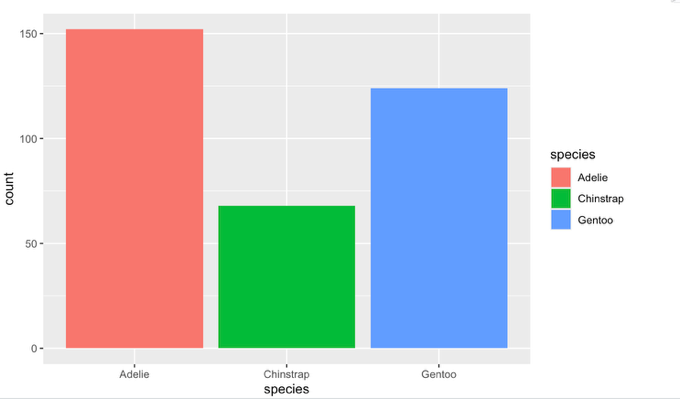 150
100
50
0
count
Adelie
Chinstrap
Gentoo
species
species
Adelie
Chinstrap
Gentoo